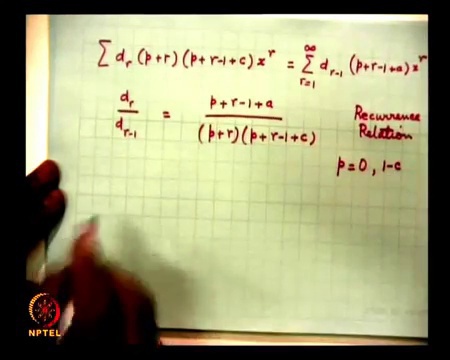 ∑ d_r (p+r) (p+r-1+c) x^r = ∑_{r=1}^{∞} d_{r-1} (p+r-1+a) x^r
d_r / d_{r-1} = (p+r-1+a) / ((p+r)(p+r-1+c))
Recurrence
Relation
p=0, 1-c
NPTEL